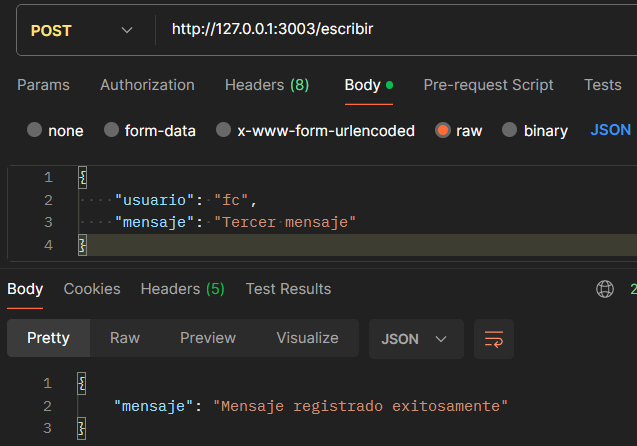 POST http://127.0.0.1:3003/escribir
Params Authorization Headers (8) Body Pre-request Script Tests
none form-data x-www-form-urlencoded raw binary JSON
1 {
2 "usuario": "fc",
3 "mensaje": "Tercer mensaje"
4 }
Body Cookies Headers (5) Test Results 2
Pretty Raw Preview Visualize JSON
1 {
2 "mensaje": "Mensaje registrado exitosamente"
3 }